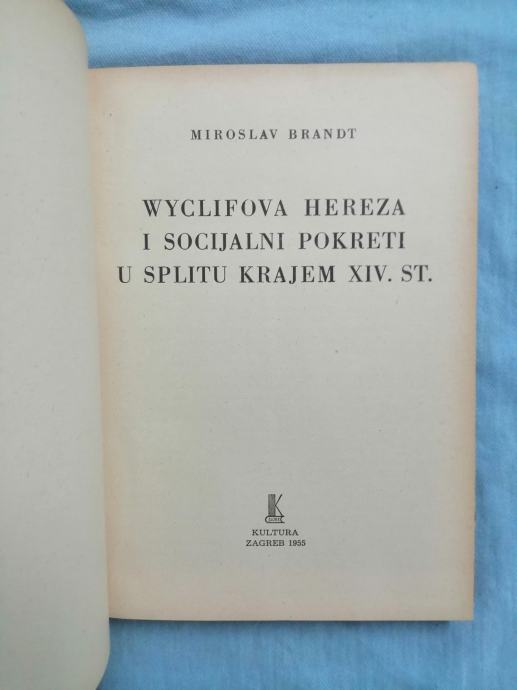 MIROSLAV BRANDT
WYCLIFOVA HEREZA
I SOCIJALNI POKRETI
U SPLITU KRAJEM XIV. ST.
K
KULTURA
ZAGREB 1955